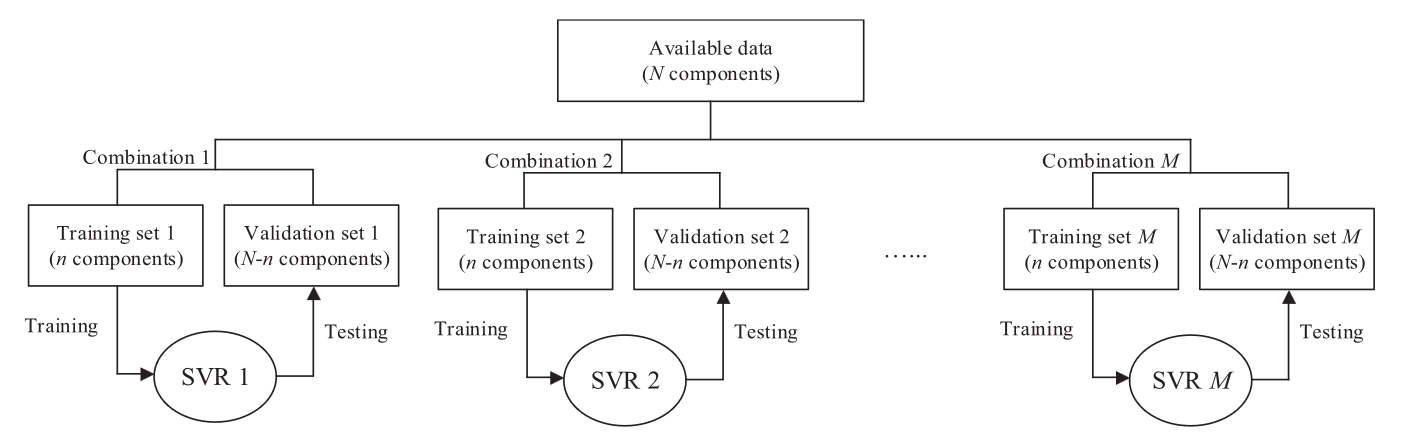 Available data
(N components)
Combination 1
Combination 2
Combination M
Training set 1
(n components)
Validation set 1
(N-n components)
Training set 2
(n components)
Validation set 2
(N-n components)
…...
Training set M
(n components)
Validation set M
(N-n components)
Training
Testing
Training
Testing
Training
Testing
SVR 1
SVR 2
SVR M